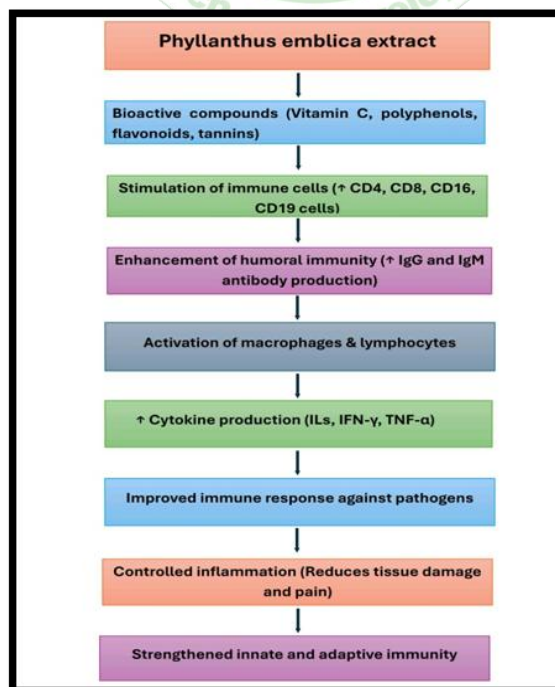 Phyllanthus emblica extract
Bioactive compounds (Vitamin C, polyphenols,
flavonoids, tannins)
Stimulation of immune cells (↑ CD4, CD8, CD16,
CD19 cells)
Enhancement of humoral immunity (↑ IgG and IgM
antibody production)
Activation of macrophages & lymphocytes
↑ Cytokine production (ILs, IFN-γ, TNF-α)
Improved immune response against pathogens
Controlled inflammation (Reduces tissue damage
and pain)
Strengthened innate and adaptive immunity